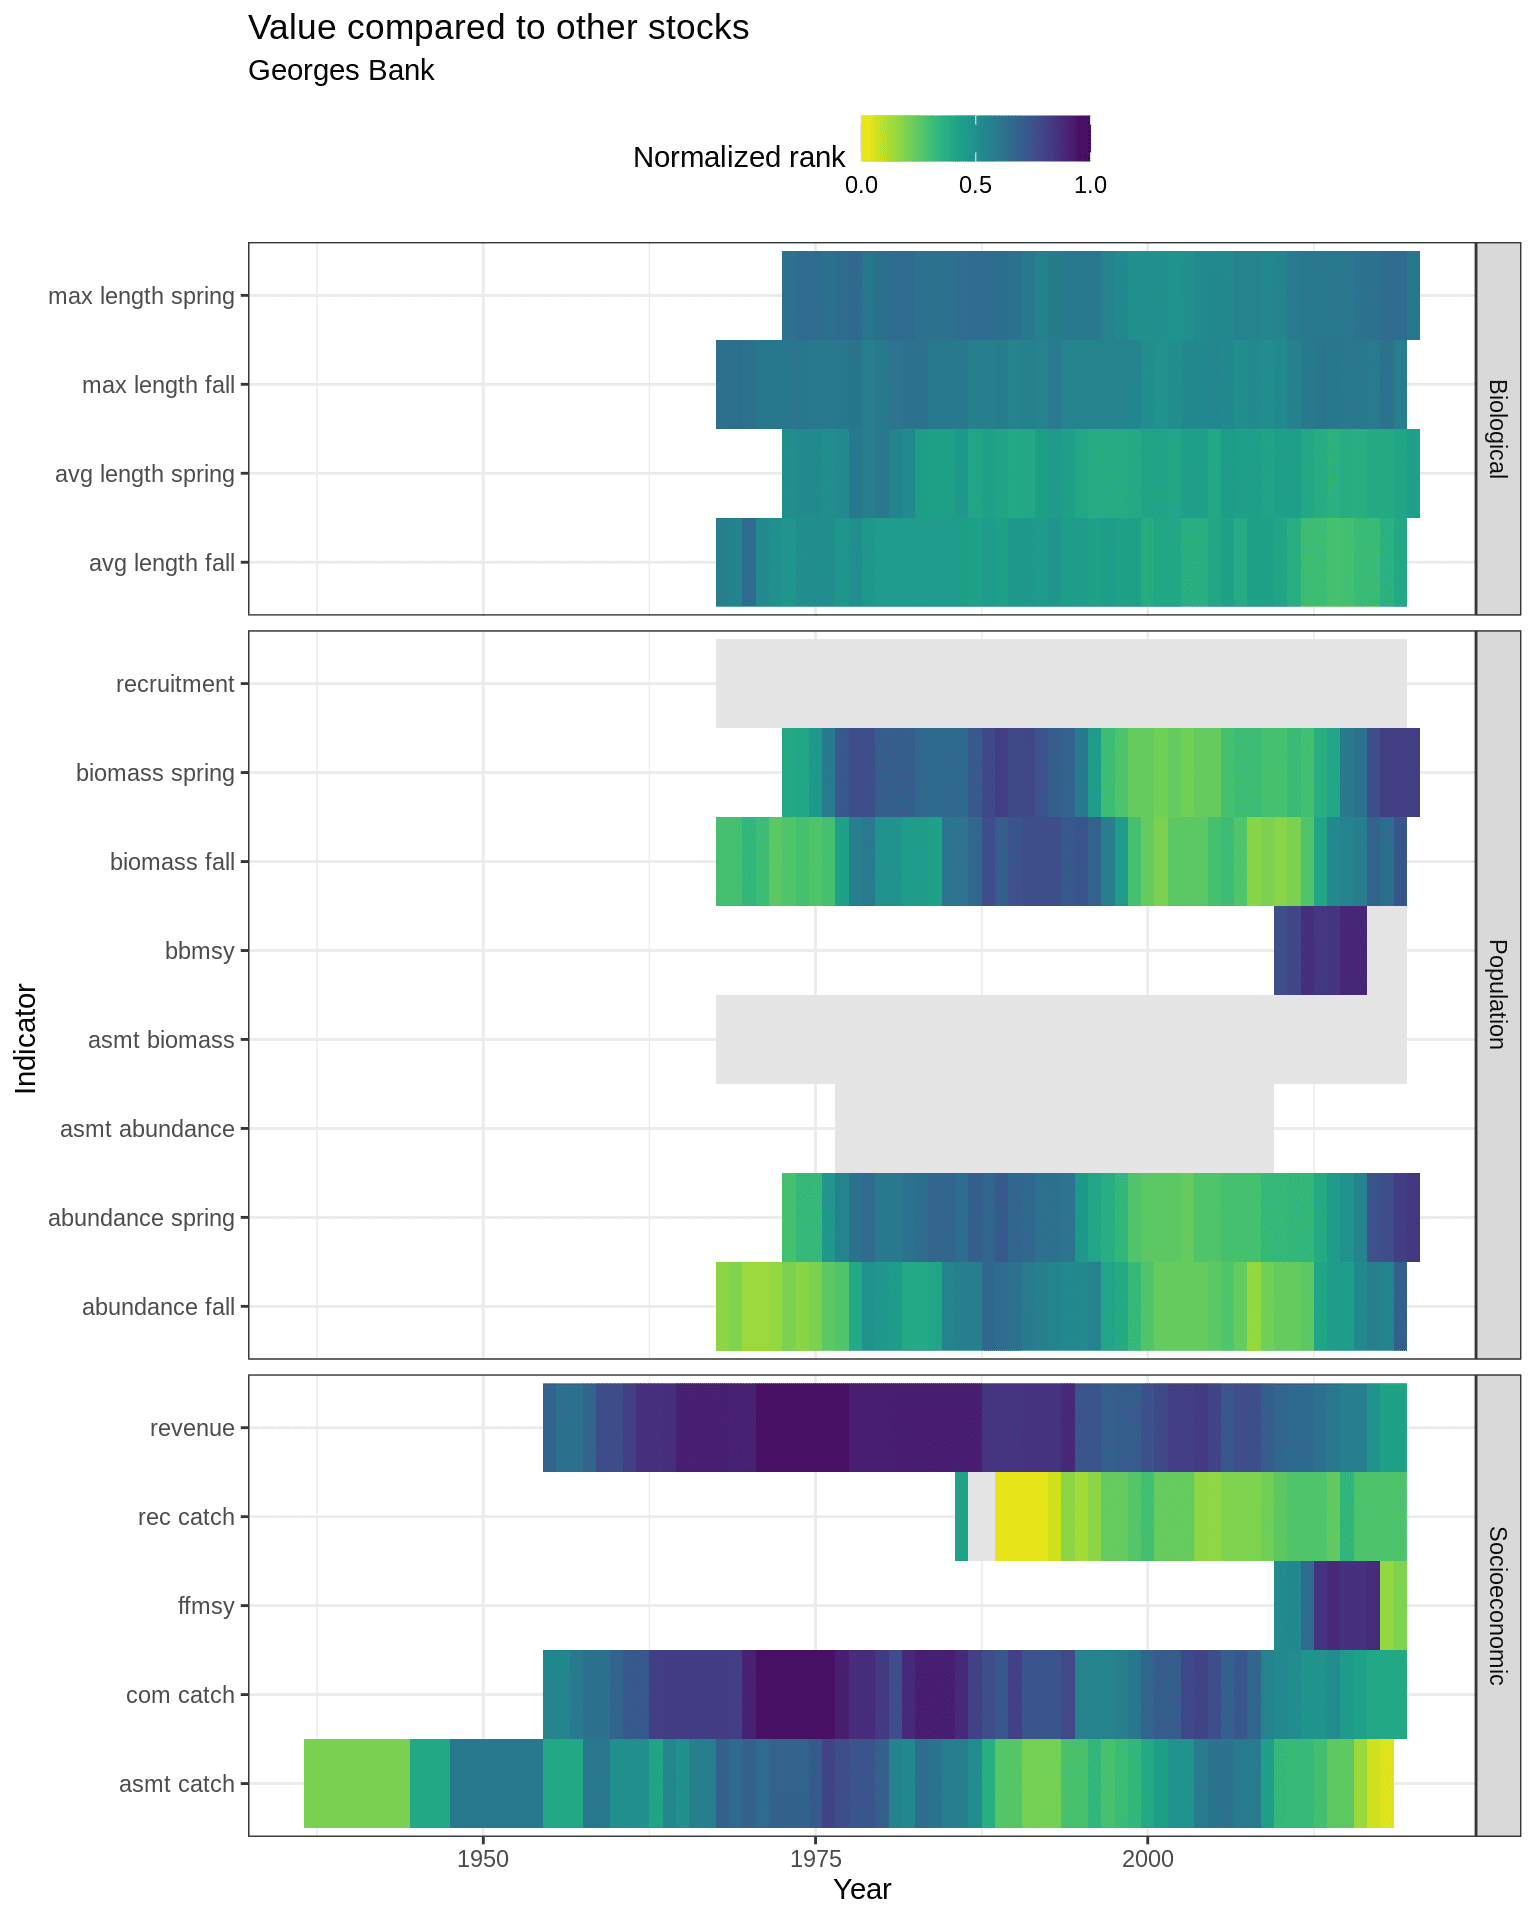 Value compared to other stocks
Georges Bank
Normalized rank
0.0 0.5 1.0
max length spring
max length fall
avg length spring
avg length fall
Biological
recruitment
biomass spring
biomass fall
bbmsy
asmt biomass
asmt abundance
abundance spring
abundance fall
Population
Indicator
revenue
rec catch
ffmsy
com catch
asmt catch
Socioeconomic
1950 1975 2000
Year